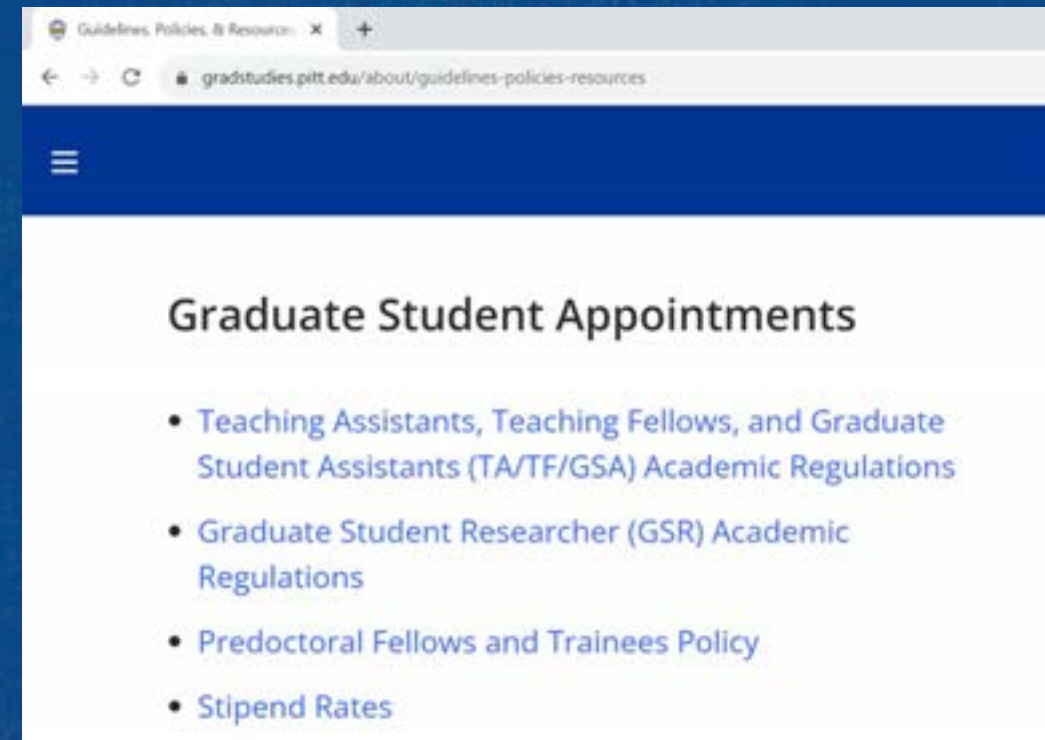 Guidelines, Policies, & Resource
gradstudies.pitt.edu/about/guidelines-policies-resources
Graduate Student Appointments
• Teaching Assistants, Teaching Fellows, and Graduate
Student Assistants (TA/TF/GSA) Academic Regulations
• Graduate Student Researcher (GSR) Academic
Regulations
• Predoctoral Fellows and Trainees Policy
• Stipend Rates